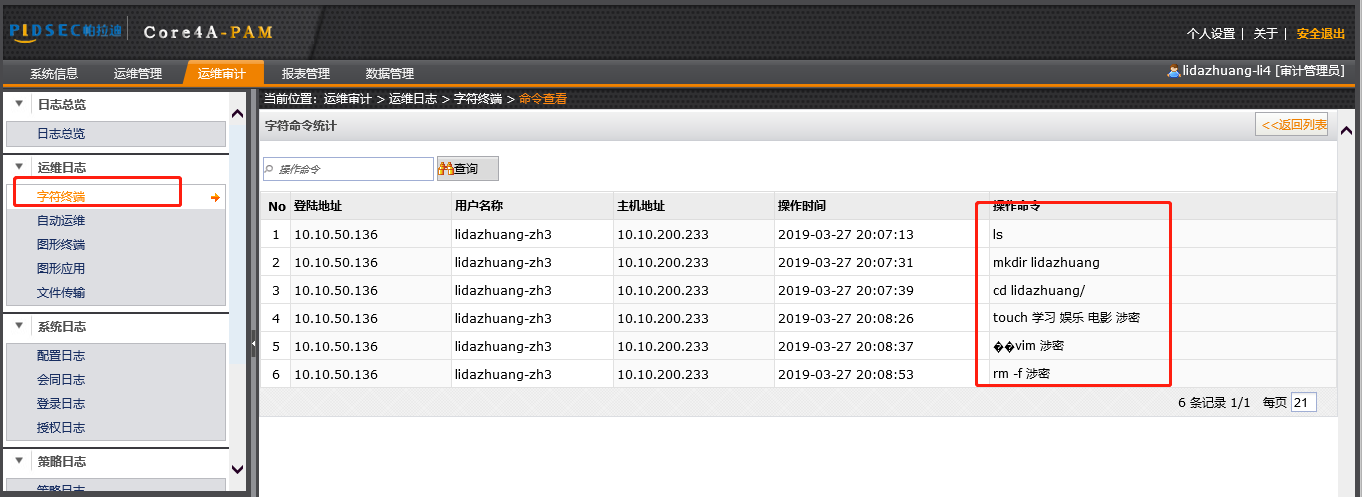 PLDSEC帕拉迪 Core4A-PAM
个人设置 | 关于 | 安全退出
系统信息 运维管理 运维审计 报表管理 数据管理
lidazhuang-li4 [审计管理员]
日志总览
日志总览
运维日志
字符终端
自动运维
图形终端
图形应用
文件传输
系统日志
配置日志
会同日志
登录日志
授权日志
策略日志
策略日志
当前位置：运维审计 > 运维日志 > 字符终端 > 命令查看
字符命令统计 <<返回列表
操作命令 查询
No 登陆地址 用户名称 主机地址 操作时间 操作命令
1 10.10.50.136 lidazhuang-zh3 10.10.200.233 2019-03-27 20:07:13 ls
2 10.10.50.136 lidazhuang-zh3 10.10.200.233 2019-03-27 20:07:31 mkdir lidazhuang
3 10.10.50.136 lidazhuang-zh3 10.10.200.233 2019-03-27 20:07:39 cd lidazhuang/
4 10.10.50.136 lidazhuang-zh3 10.10.200.233 2019-03-27 20:08:26 touch 学习 娱乐 电影 涉密
5 10.10.50.136 lidazhuang-zh3 10.10.200.233 2019-03-27 20:08:37 ��vim 涉密
6 10.10.50.136 lidazhuang-zh3 10.10.200.233 2019-03-27 20:08:53 rm -f 涉密
6 条记录 1/1 每页 21